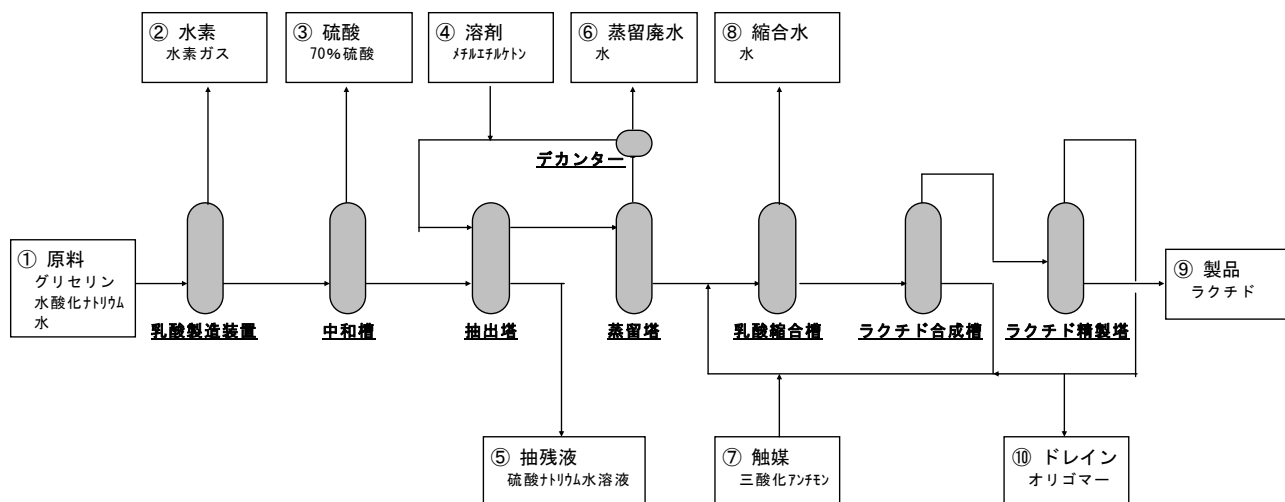 ② 水素
水素ガス
③ 硫酸
70%硫酸
④ 溶剤
ﾒﾁﾙｴﾁﾙｹﾄﾝ
⑥ 蒸留廃水
水
⑧ 縮合水
水
デカンター
① 原料
グリセリン
水酸化ﾅﾄﾘｳﾑ
水
⑨ 製品
ラクチド
乳酸製造装置
中和槽
抽出塔
蒸留塔
乳酸縮合槽
ラクチド合成槽
ラクチド精製塔
⑤ 抽残液
硫酸ﾅﾄﾘｳﾑ水溶液
⑦ 触媒
三酸化ｱﾝﾁﾓﾝ
⑩ ドレイン
オリゴマー